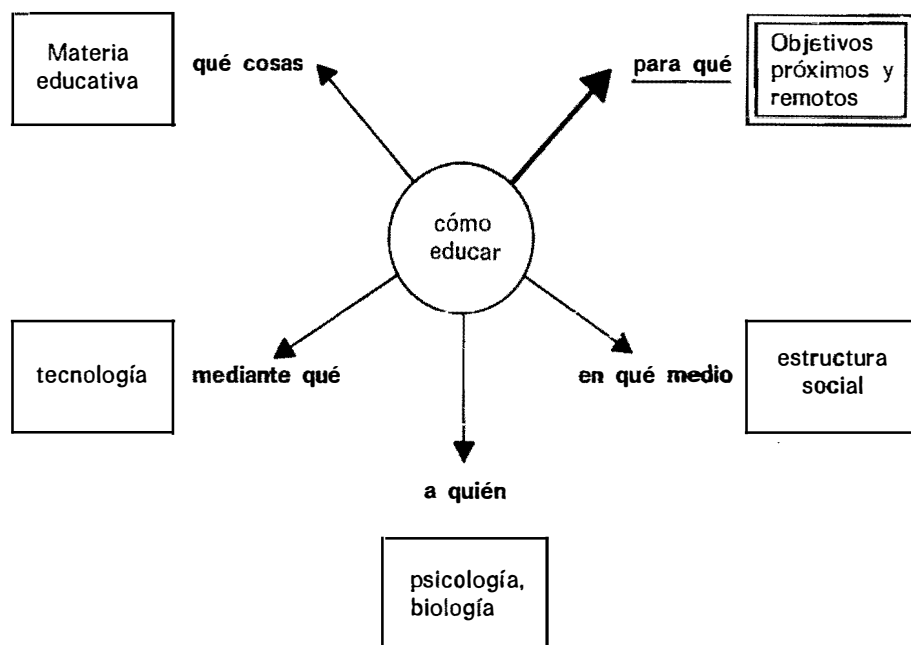 Materia
educativa
qué cosas
para qué
Objetivos
próximos y
remotos
cómo
educar
tecnología
mediante qué
en qué medio
estructura
social
a quién
psicología,
biología